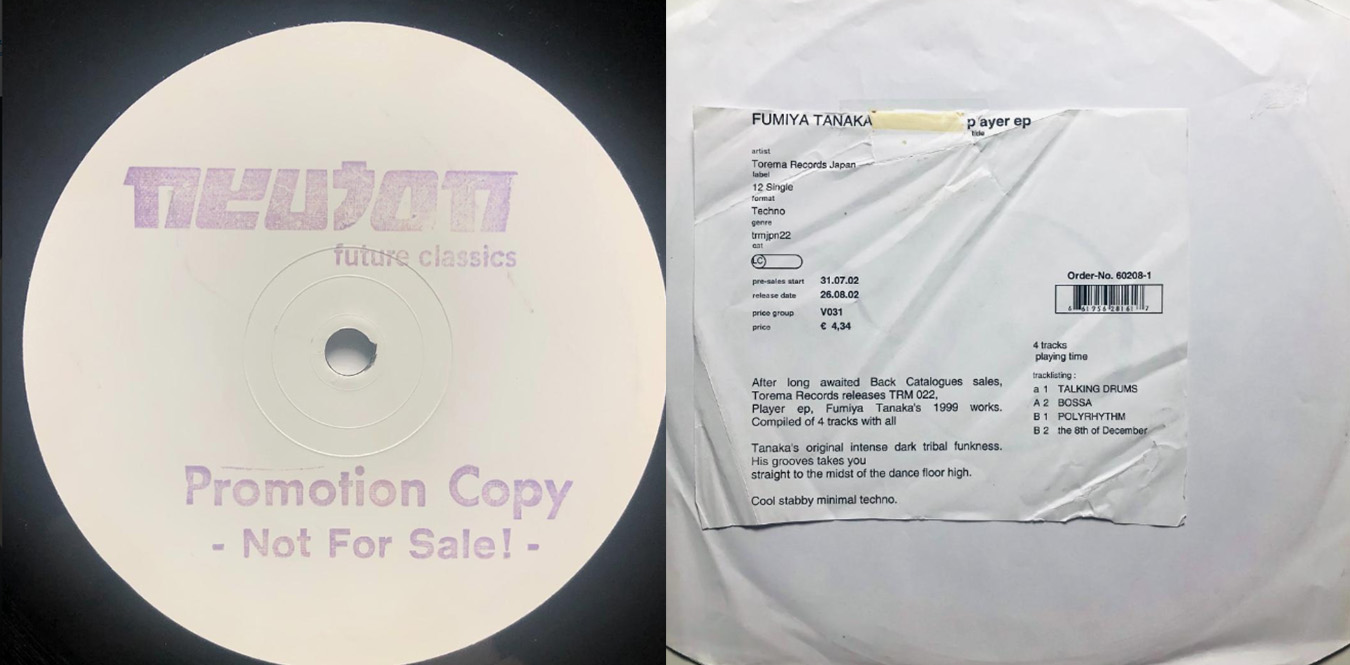 neuton
future classics
Promotion Copy
- Not For Sale! -
FUMIYA TANAKA
p ayer ep
title
artist
Torema Records Japan
label
12 Single
format
Techno
genre
trmjpn22
cat
LC
pre-sales start 31.07.02
release date 26.08.02
price group V031
price € 4,34
Order-No. 60208-1
6 61956 28161 7
4 tracks
playing time
tracklisting :
a 1 TALKING DRUMS
A 2 BOSSA
B 1 POLYRHYTHM
B 2 the 8th of December
After long awaited Back Catalogues sales,
Torema Records releases TRM 022,
Player ep, Fumiya Tanaka's 1999 works.
Compiled of 4 tracks with all
Tanaka's original intense dark tribal funkness.
His grooves takes you
straight to the midst of the dance floor high.
Cool stabby minimal techno.